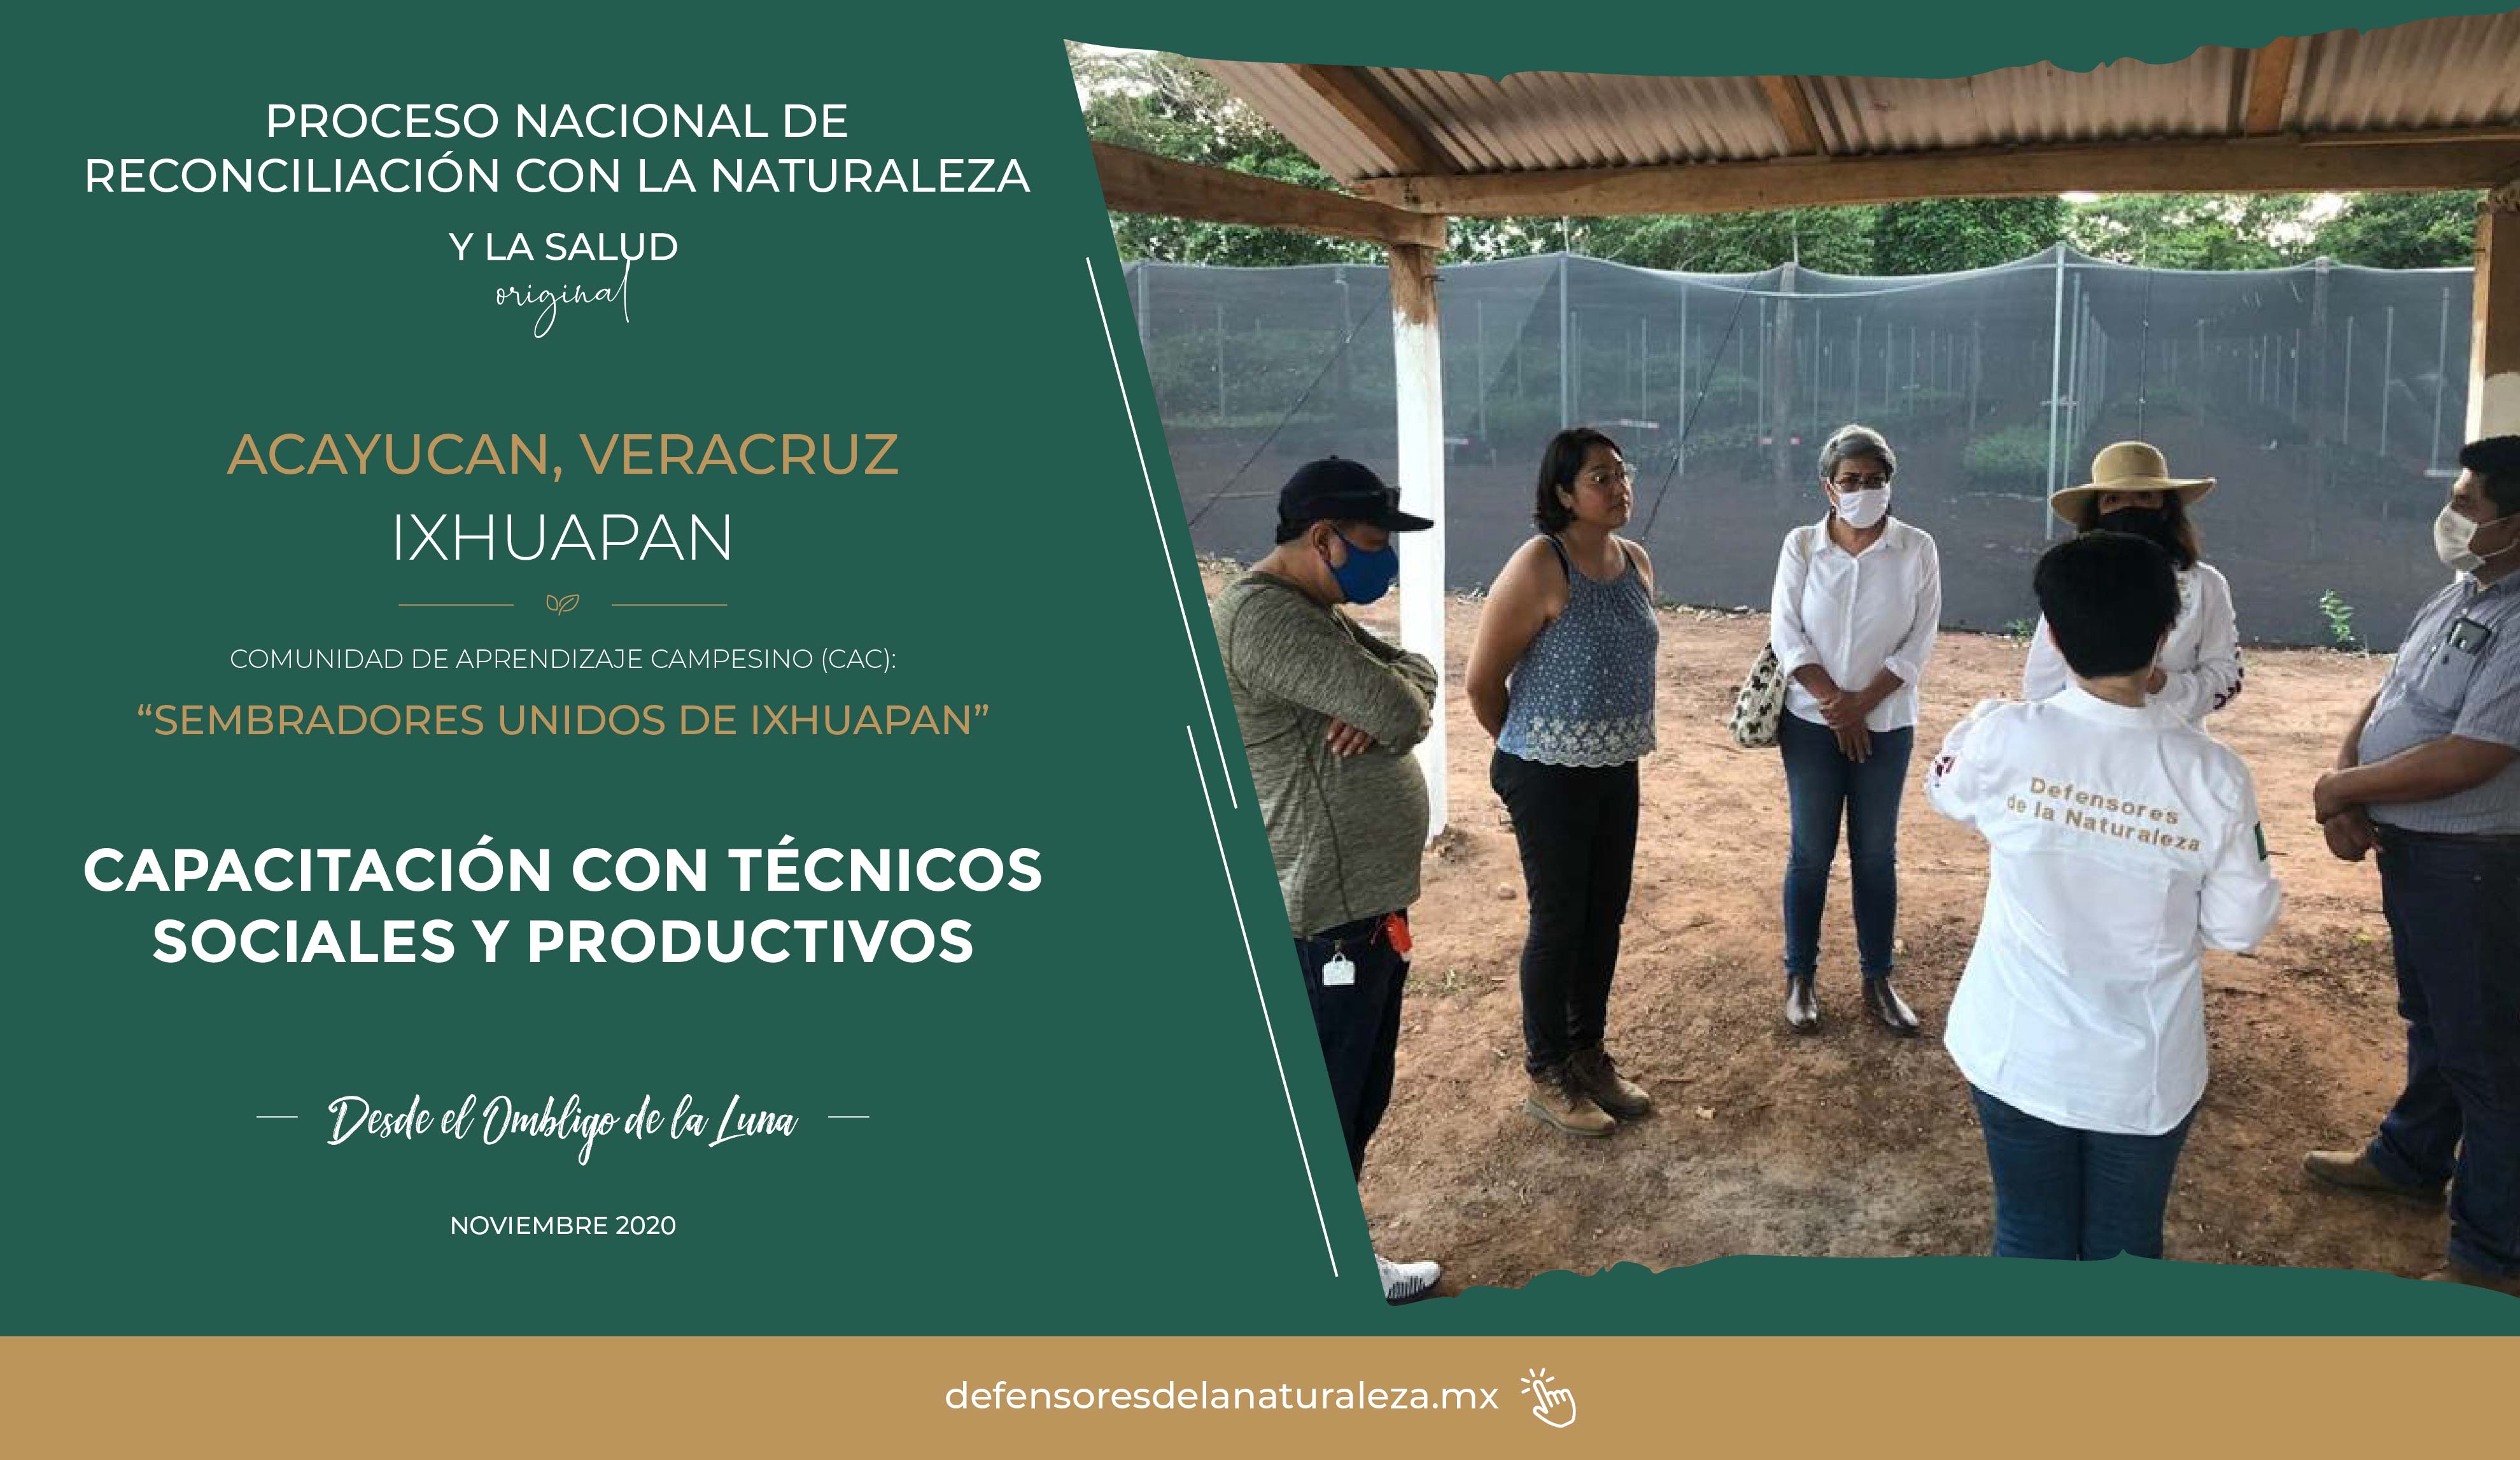 PROCESO NACIONAL DE
RECONCILIACIÓN CON LA NATURALEZA
Y LA SALUD
original
ACAYUCAN, VERACRUZ
IXHUAPAN
COMUNIDAD DE APRENDIZAJE CAMPESINO (CAC):
“SEMBRADORES UNIDOS DE IXHUAPAN”
CAPACITACIÓN CON TÉCNICOS
SOCIALES Y PRODUCTIVOS
Desde el Ombligo de la Luna
NOVIEMBRE 2020
Defensores
de la Naturaleza
defensoresdelanaturaleza.mx